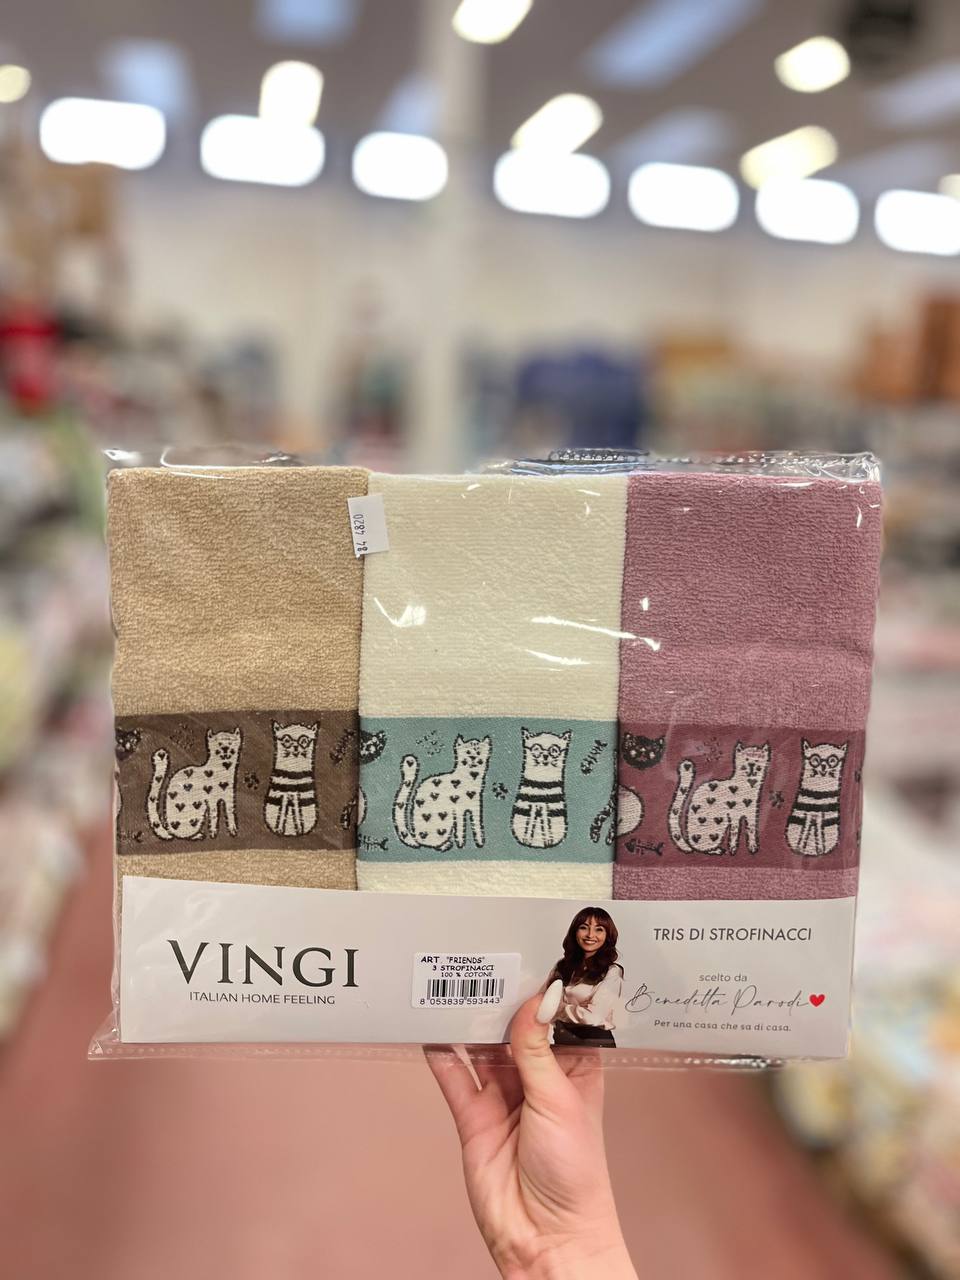 84 4820
VINGI
ITALIAN HOME FEELING
ART. "FRIENDS"
3 STROFINACCI
100 % COTONE
8 053839 593443
TRIS DI STROFINACCI
scelto da
Benedetta Parodi
Per una casa che sa di casa.